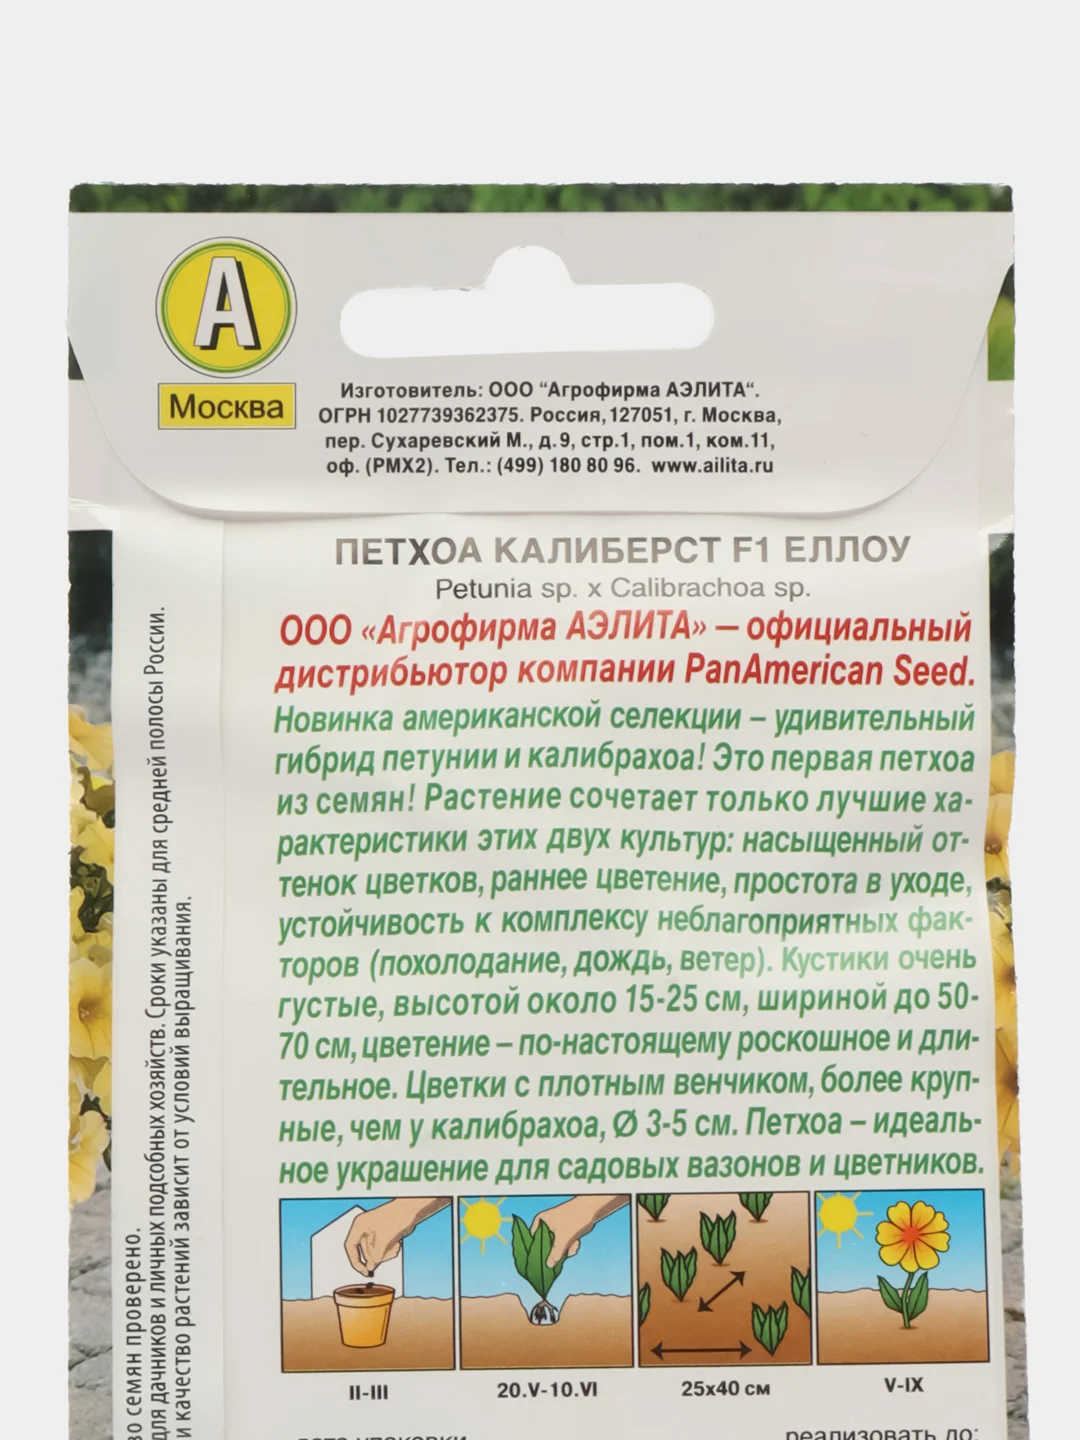 А
Москва
Изготовитель: ООО “Агрофирма АЭЛИТА“.
ОГРН 1027739362375. Россия, 127051, г. Москва,
пер. Сухаревский М., д.9, стр.1, пом.1, ком.11,
оф. (РМХ2). Тел.: (499) 180 80 96. www.ailita.ru
ПЕТХОА КАЛИБЕРСТ F1 ЕЛЛОУ
Petunia sp. x Calibrachoa sp.
ООО «Агрофирма АЭЛИТА» – официальный
дистрибьютор компании PanAmerican Seed.
Новинка американской селекции – удивительный
гибрид петунии и калибрахоа! Это первая петхоа
из семян! Растение сочетает только лучшие ха-
рактеристики этих двух культур: насыщенный от-
тенок цветков, раннее цветение, простота в уходе,
устойчивость к комплексу неблагоприятных фак-
торов (похолодание, дождь, ветер). Кустики очень
густые, высотой около 15-25 см, шириной до 50-
70 см, цветение – по-настоящему роскошное и дли-
тельное. Цветки с плотным венчиком, более круп-
ные, чем у калибрахоа, Ø 3-5 см. Петхоа – идеаль-
ное украшение для садовых вазонов и цветников.
II-III
20.V-10.VI
25x40 см
V-IX
реализовать до:
семян проверено.
для дачников и личных подсобных хозяйств. Сроки указаны для средней полосы России.
и качество растений зависит от условий выращивания.